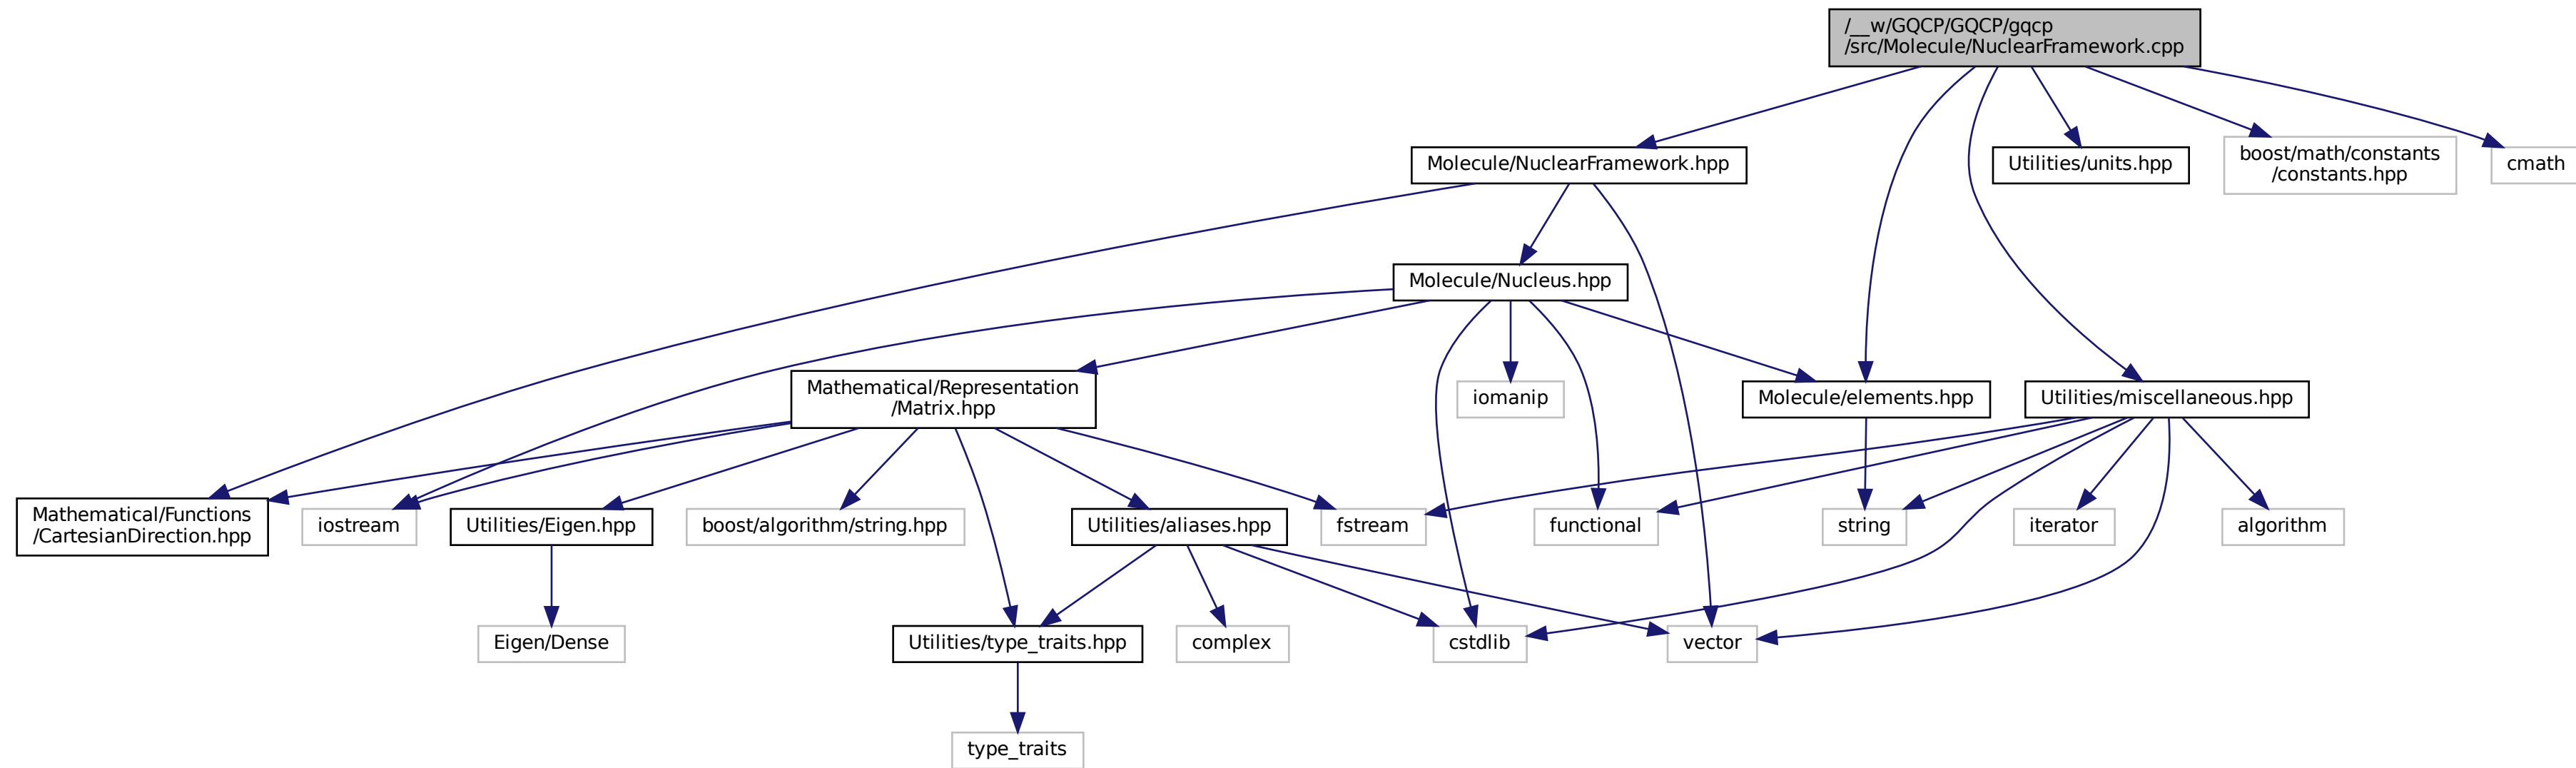 /__w/GQCP/GQCP/gqcp
/src/Molecule/NuclearFramework.cpp
Molecule/NuclearFramework.hpp
Utilities/units.hpp
boost/math/constants
/constants.hpp
cmath
Molecule/Nucleus.hpp
Mathematical/Representation
/Matrix.hpp
iomanip
Molecule/elements.hpp
Utilities/miscellaneous.hpp
Mathematical/Functions
/CartesianDirection.hpp
iostream
Utilities/Eigen.hpp
boost/algorithm/string.hpp
Utilities/aliases.hpp
fstream
functional
string
iterator
algorithm
Eigen/Dense
Utilities/type_traits.hpp
complex
cstdlib
vector
type_traits